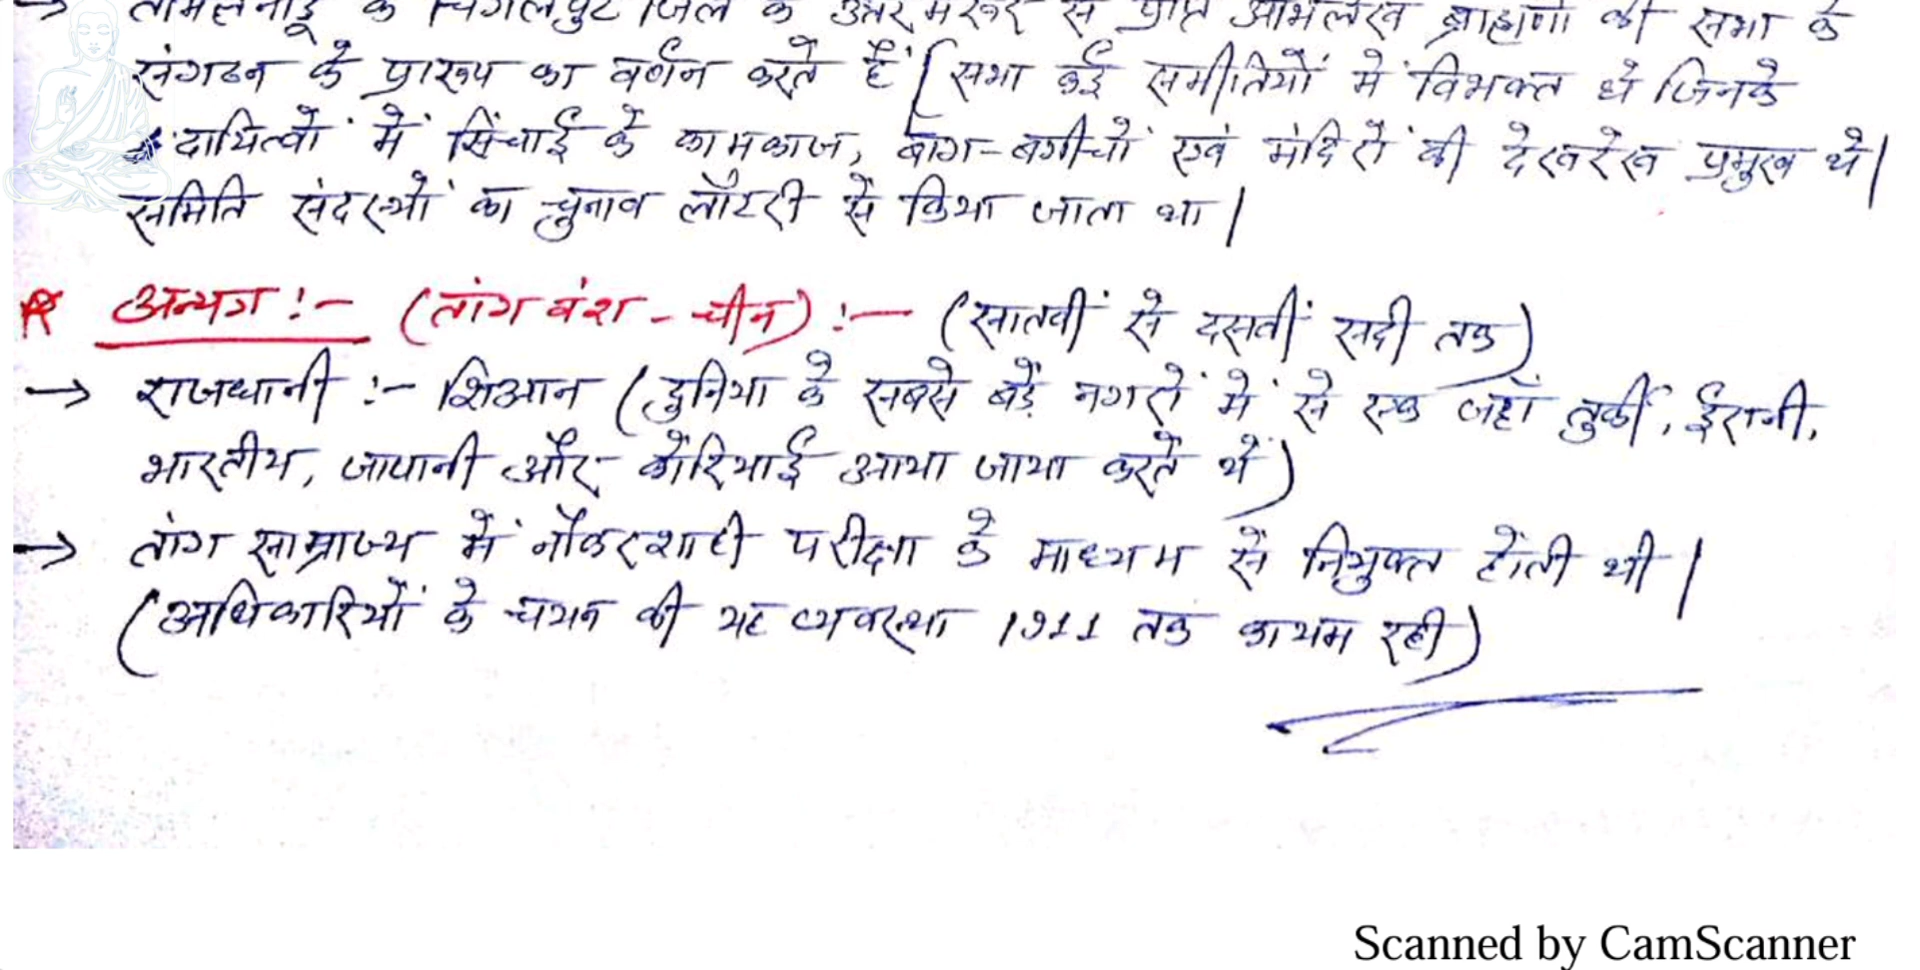 → तामिलनाडू के चिंगलपुट जिले के उत्तरमेरूर से प्राप्त अभिलेख ब्राह्मणों की सभा के
संगठन के प्रारूप का वर्णन करते हैं। सभा कई समीतियों में विभक्त थे जिनके
दायित्वों में सिंचाई के कामकाज, बाग-बगीचों एवं मंदिरों की देखरेख प्रमुख थे।
समिति सदस्यों का चुनाव लॉटरी से किया जाता था।
अन्यत्र :- (तांग वंश - चीन) :- (सातवीं से दसवीं सदी तक)
→ राजधानी :- शिआन (दुनिया के सबसे बड़े नगरों में से एक जहाँ तुर्की, ईरानी,
भारतीय, जापानी और कोरियाई आया जाया करते थे)
→ तांग साम्राज्य में नौकरशाही परीक्षा के माध्यम से नियुक्त होती थी।
(अधिकारियों के चयन की यह व्यवस्था 1911 तक कायम रही)
Scanned by CamScanner